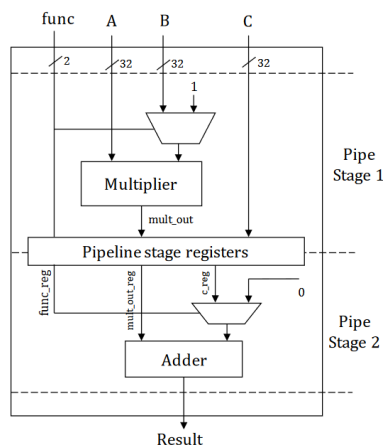 func A B C
2 32 32 32
1
Multiplier
Pipe
Stage 1
mult_out
Pipeline stage registers
func_reg
mult_out_reg
c_reg
0
Pipe
Stage 2
Adder
Result